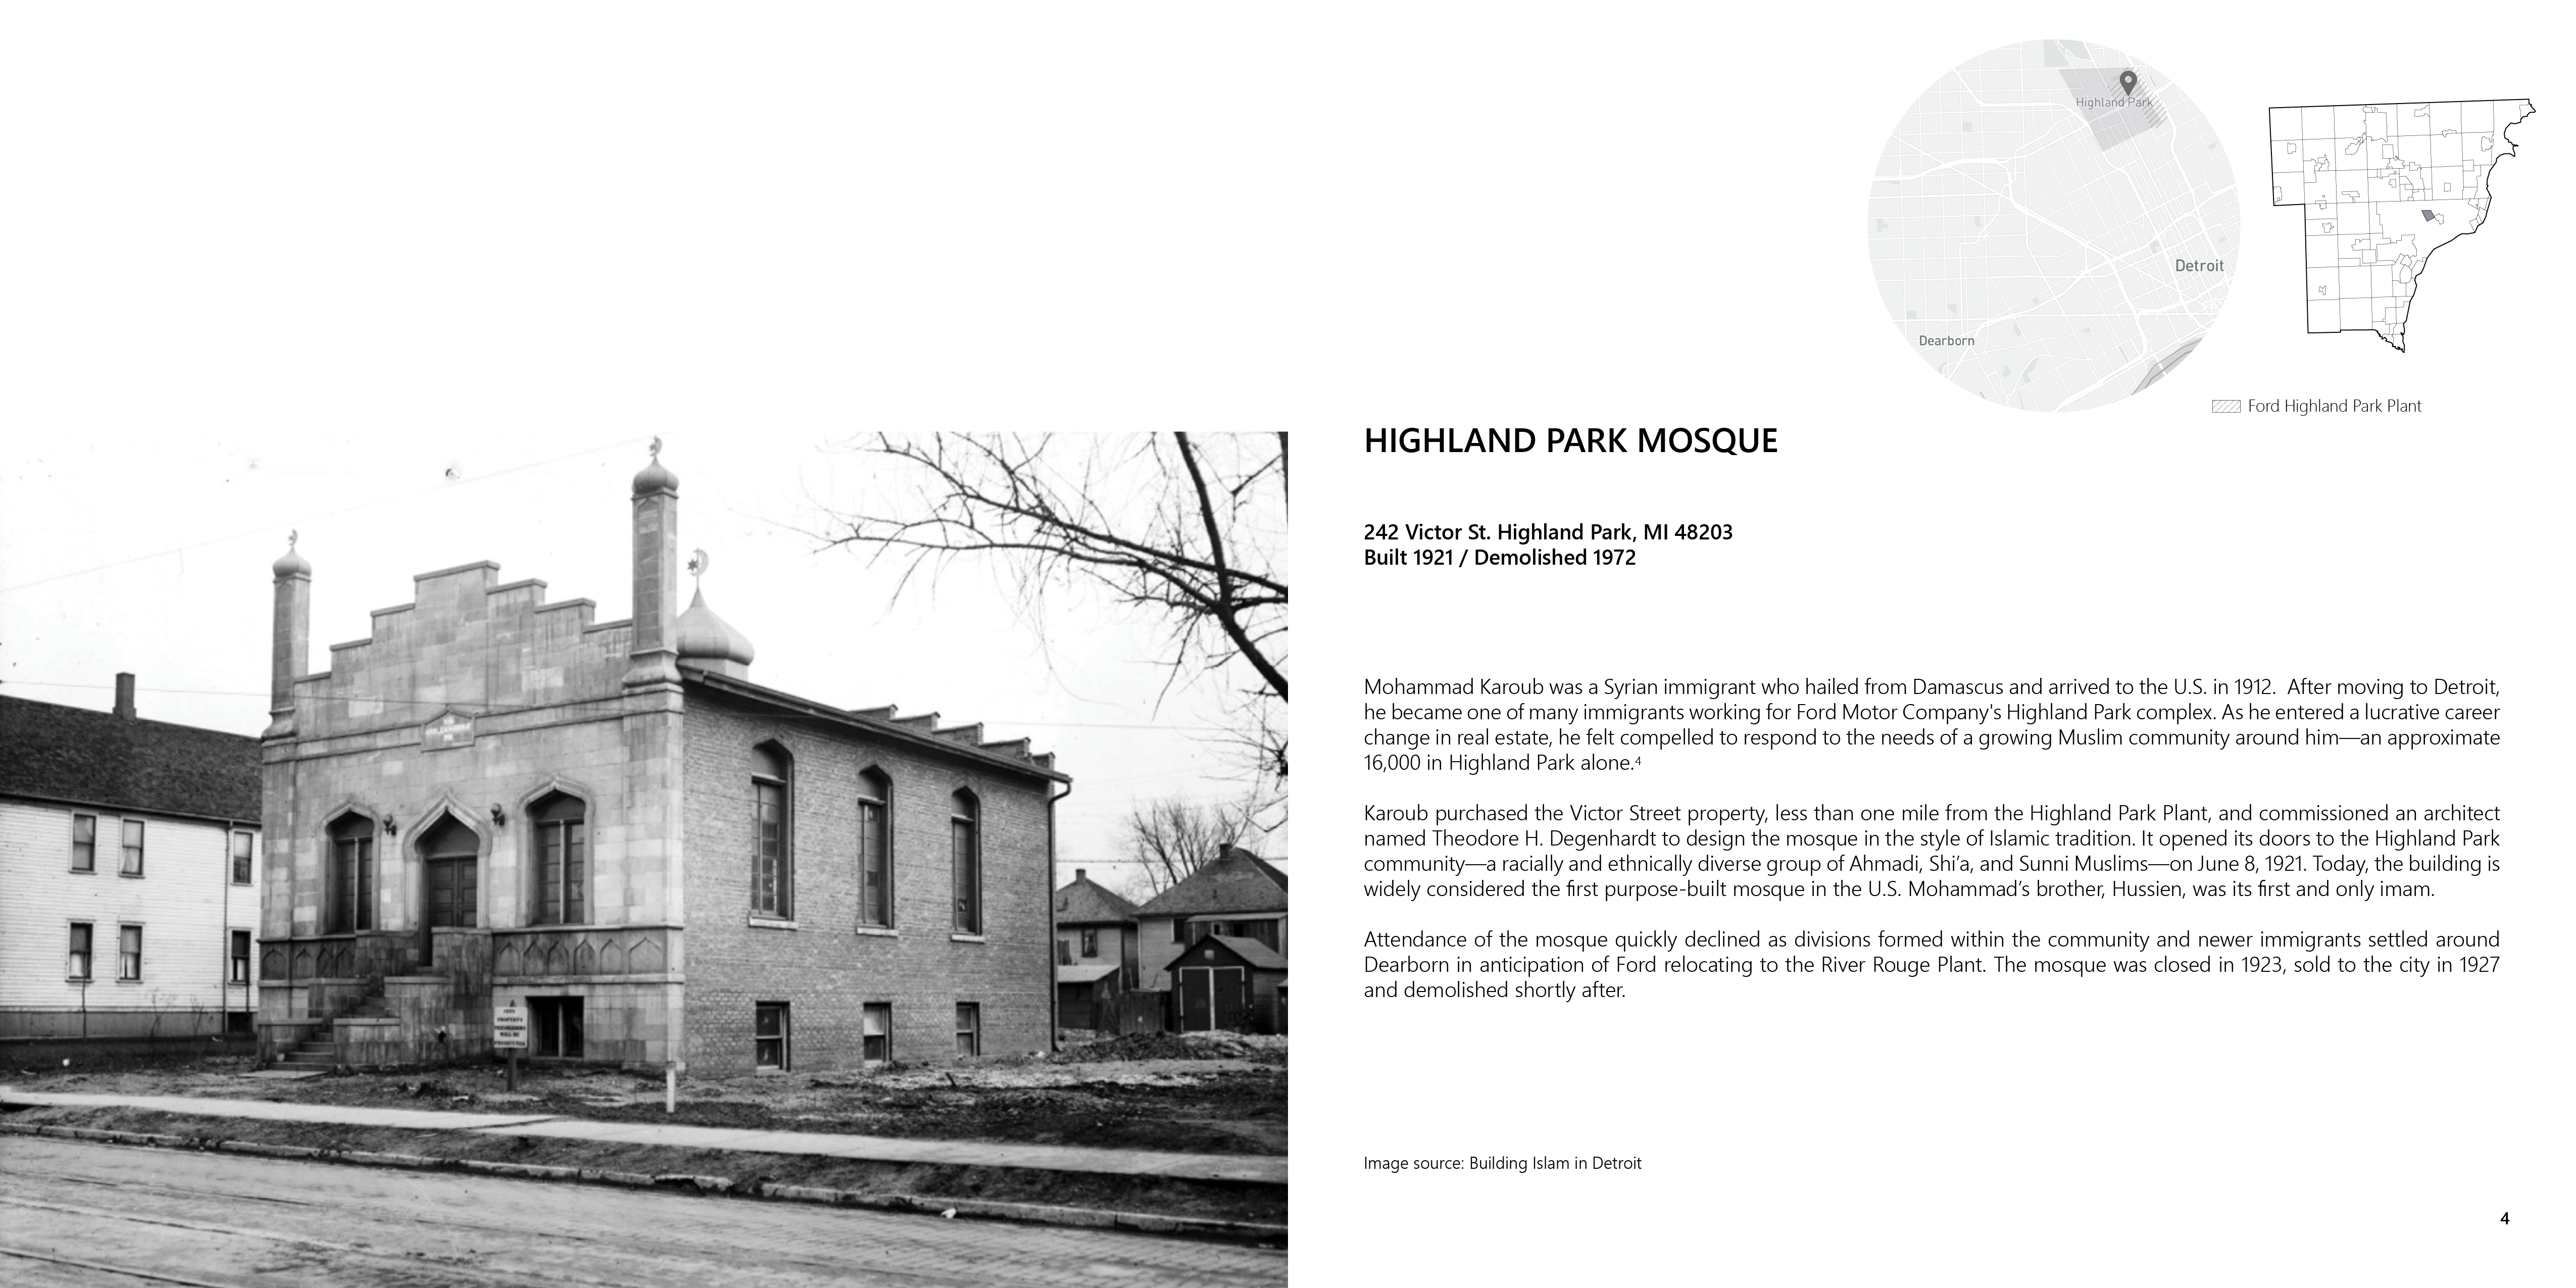 Highland Park
Detroit
Dearborn
Ford Highland Park Plant
HIGHLAND PARK MOSQUE
242 Victor St. Highland Park, MI 48203
Built 1921 / Demolished 1972
Mohammad Karoub was a Syrian immigrant who hailed from Damascus and arrived to the U.S. in 1912.  After moving to Detroit,
he became one of many immigrants working for Ford Motor Company's Highland Park complex. As he entered a lucrative career
change in real estate, he felt compelled to respond to the needs of a growing Muslim community around him—an approximate
16,000 in Highland Park alone.⁴
Karoub purchased the Victor Street property, less than one mile from the Highland Park Plant, and commissioned an architect
named Theodore H. Degenhardt to design the mosque in the style of Islamic tradition. It opened its doors to the Highland Park
community—a racially and ethnically diverse group of Ahmadi, Shi’a, and Sunni Muslims—on June 8, 1921. Today, the building is
widely considered the first purpose-built mosque in the U.S. Mohammad’s brother, Hussien, was its first and only imam.
Attendance of the mosque quickly declined as divisions formed within the community and newer immigrants settled around
Dearborn in anticipation of Ford relocating to the River Rouge Plant. The mosque was closed in 1923, sold to the city in 1927
and demolished shortly after.
CITY
PROPERTY
WILL BE
Image source: Building Islam in Detroit
4